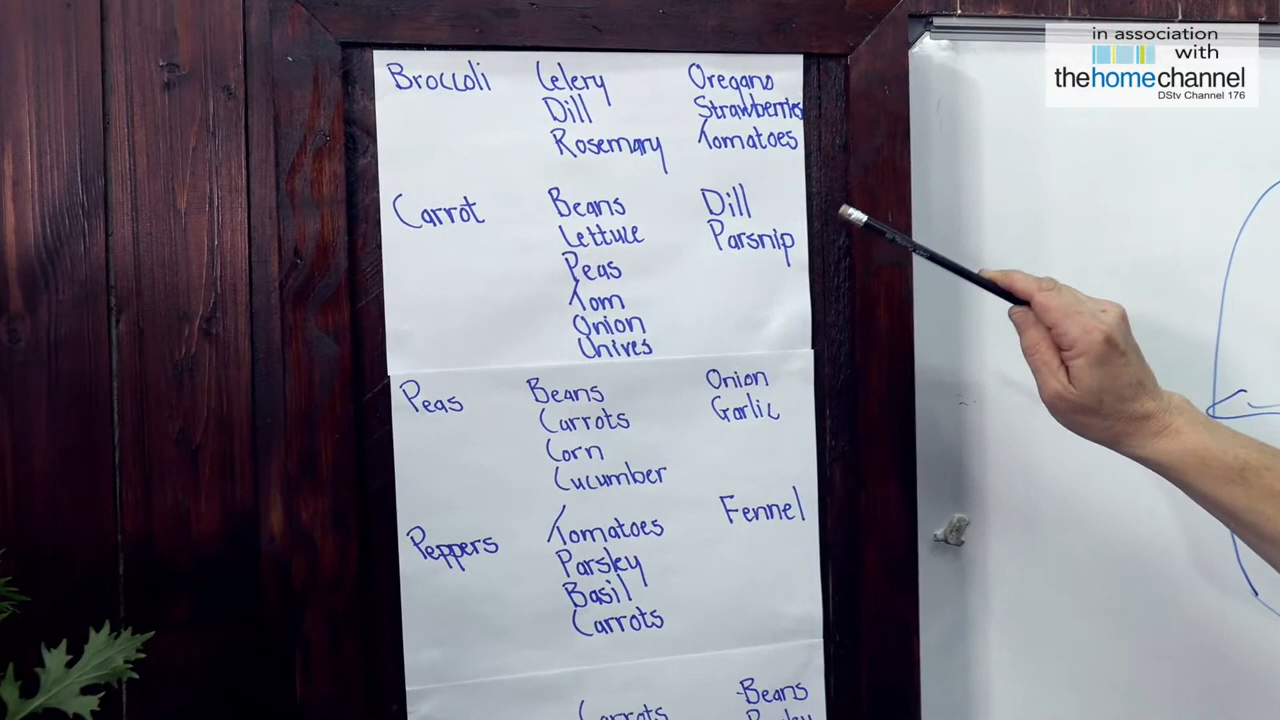 in association
with
thehomechannel
DStv Channel 176
Broccoli Celery Oregano
Dill Strawberries
Rosemary Tomatoes
Carrot Beans Dill
Lettuce Parsnip
Peas
Tom
Onion
Chives
Peas Beans Onion
Carrots Garlic
Corn
Cucumber
Peppers Tomatoes Fennel
Parsley
Basil
Carrots
Carrots Beans